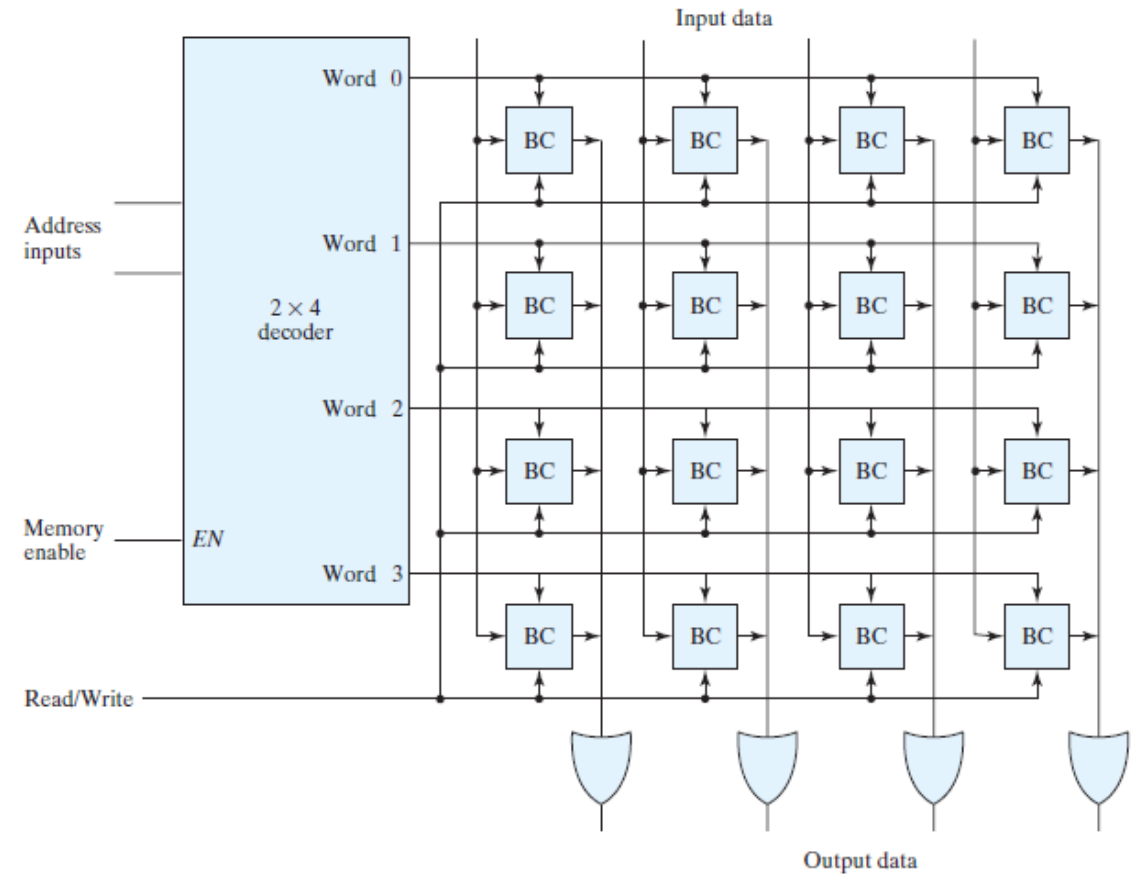 Input data
Word 0
BC BC BC BC
Address
inputs
Word 1
2 × 4
decoder
BC BC BC BC
Word 2
BC BC BC BC
Memory
enable
EN
Word 3
BC BC BC BC
Read/Write
Output data